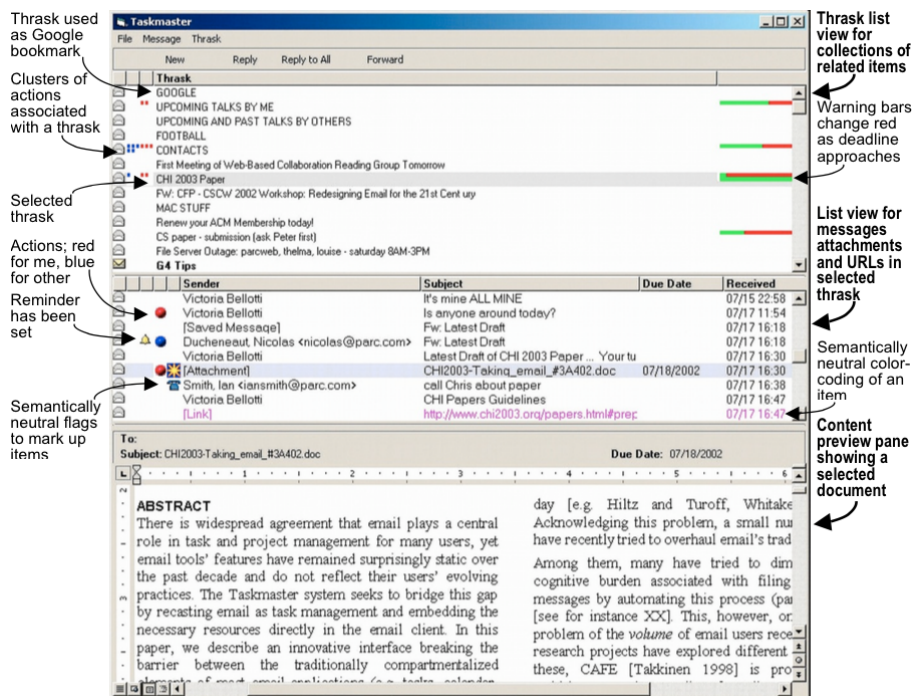 Thrask used
as Google
bookmark
Clusters of
actions
associated
with a thrask
Selected
thrask
Actions; red
for me, blue
for other
Reminder
has been
set
Semantically
neutral flags
to mark up
items
Taskmaster
File Message Thrask
New Reply Reply to All Forward
Thrask
GOOGLE
UPCOMING TALKS BY ME
UPCOMING AND PAST TALKS BY OTHERS
FOOTBALL
CONTACTS
First Meeting of Web-Based Collaboration Reading Group Tomorrow
CHI 2003 Paper
FW: CFP - CSCW 2002 Workshop: Redesigning Email for the 21st Cent ury
MAC STUFF
Renew your ACM Membership today!
CS paper - submission (ask Peter first)
File Server Outage: parcweb, thelma, louise - saturday 8AM-3PM
G4 Tips
Sender Subject Due Date Received
Victoria Bellotti It's mine ALL MINE 07/15 22:58
Victoria Bellotti Is anyone around today? 07/17 11:54
[Saved Message] Fw: Latest Draft 07/17 16:18
Ducheneaut, Nicolas <nicolas@parc.com> Fw: Latest Draft 07/17 16:18
Victoria Bellotti Latest Draft of CHI 2003 Paper ... Your tu 07/17 16:30
[Attachment] CHI2003-Taking_email_#3A402.doc 07/18/2002 07/17 16:30
Smith, Ian <iansmith@parc.com> call Chris about paper 07/17 16:38
Victoria Bellotti CHI Papers Guidelines 07/17 16:47
[Link] http://www.chi2003.org/papers.html#prep 07/17 16:47
To:
Subject: CHI2003-Taking_email_#3A402.doc Due Date: 07/18/2002
1 2 3 4 5 6
ABSTRACT
There is widespread agreement that email plays a central
role in task and project management for many users, yet
email tools' features have remained surprisingly static over
the past decade and do not reflect their users' evolving
practices. The Taskmaster system seeks to bridge this gap
by recasting email as task management and embedding the
necessary resources directly in the email client. In this
paper, we describe an innovative interface breaking the
barrier between the traditionally compartmentalized
day [e.g. Hiltz and Turoff, Whitake
Acknowledging this problem, a small nu
have recently tried to overhaul email's trad
Among them, many have tried to dim
cognitive burden associated with filing
messages by automating this process (pa
[see for instance XX]. This, however, on
problem of the volume of email users rece
research projects have explored different
these, CAFE [Takkinen 1998] is pro
Thrask list
view for
collections of
related items
Warning bars
change red
as deadline
approaches
List view for
messages
attachments
and URLs in
selected
thrask
Semantically
neutral color-
coding of an
item
Content
preview pane
showing a
selected
document